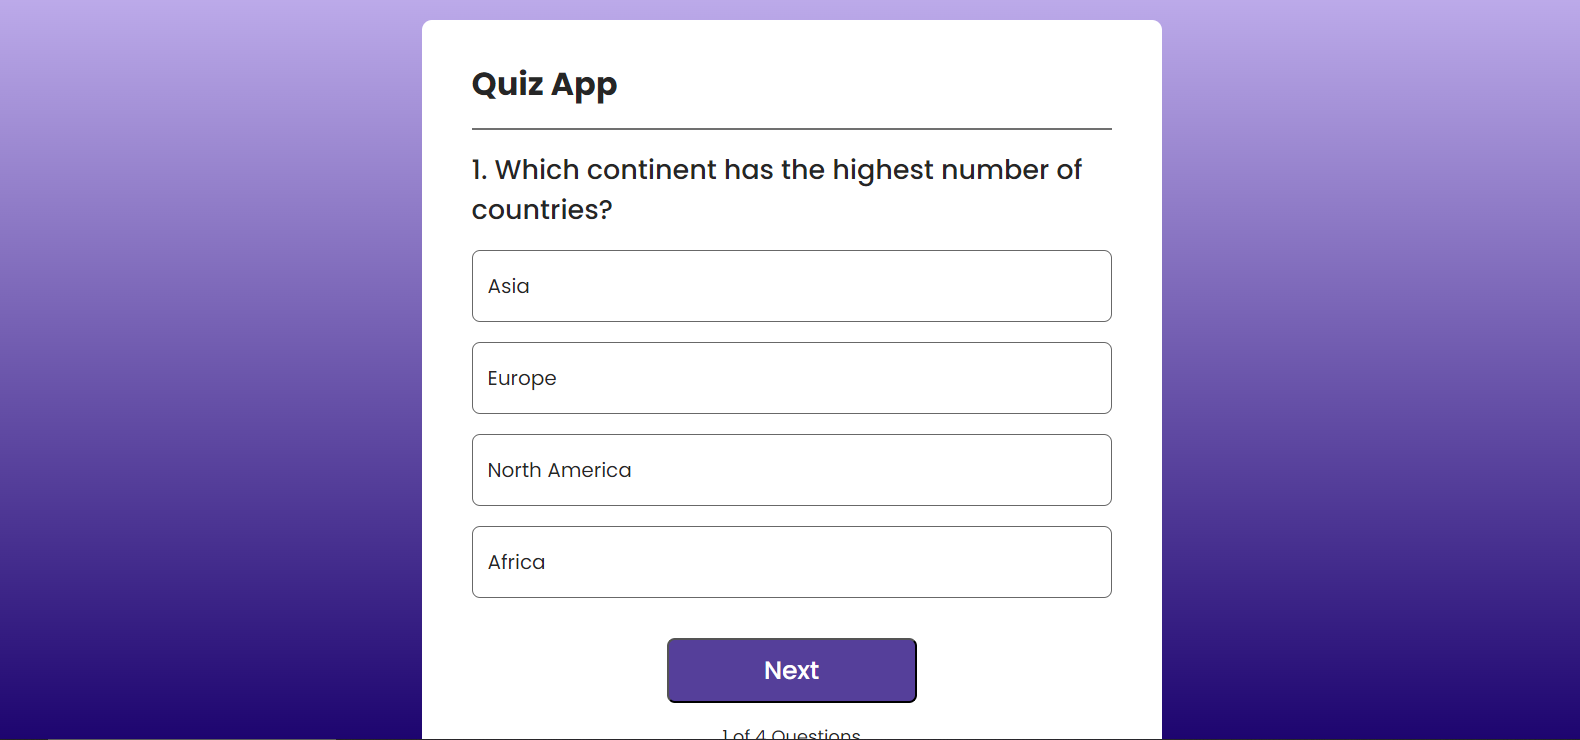 Quiz App
1. Which continent has the highest number of
countries?
Asia
Europe
North America
Africa
Next
1 of 4 Questions